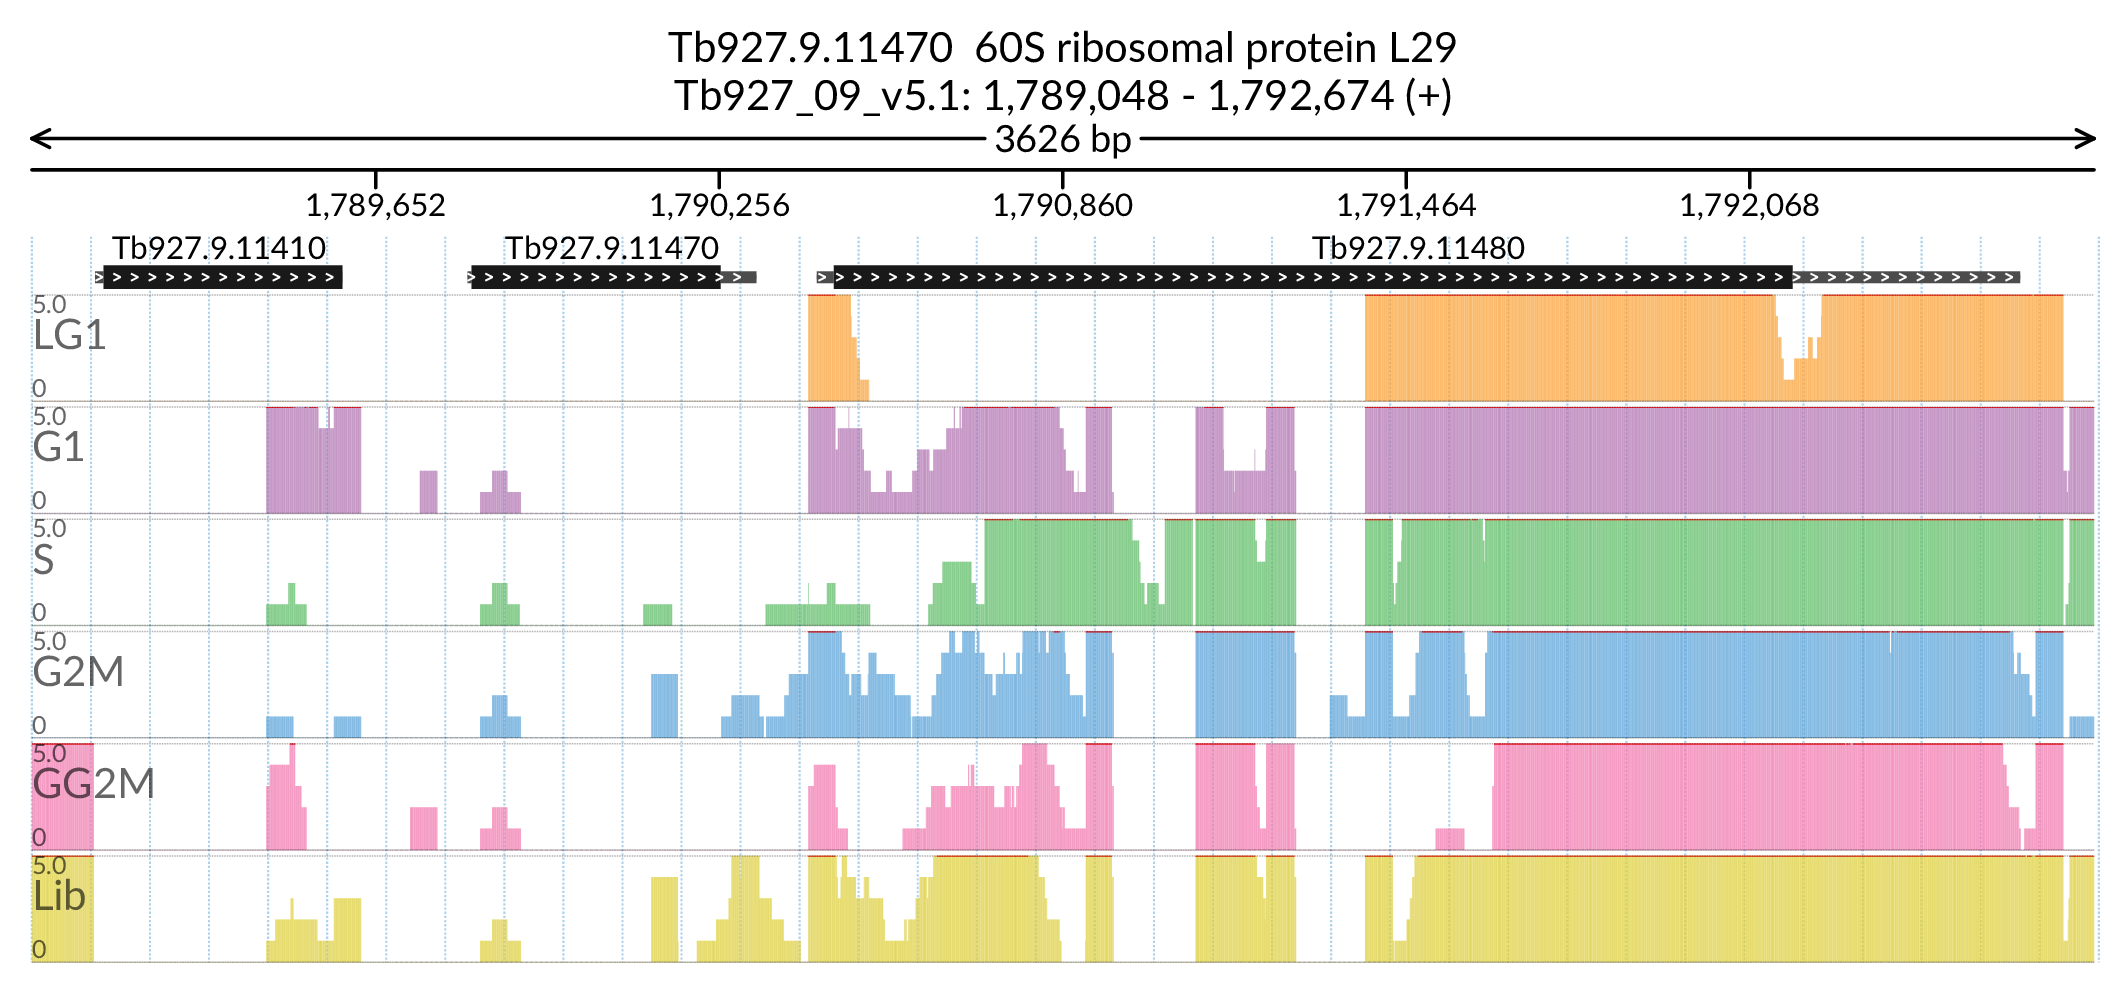 Tb927.9.11470  60S ribosomal protein L29
Tb927_09_v5.1: 1,789,048 - 1,792,674 (+)
3626 bp
1,789,652 1,790,256 1,790,860 1,791,464 1,792,068
Tb927.9.11410 Tb927.9.11470 Tb927.9.11480
5.0
LG1
0
5.0
G1
0
5.0
S
0
5.0
G2M
0
5.0
GG2M
0
5.0
Lib
0